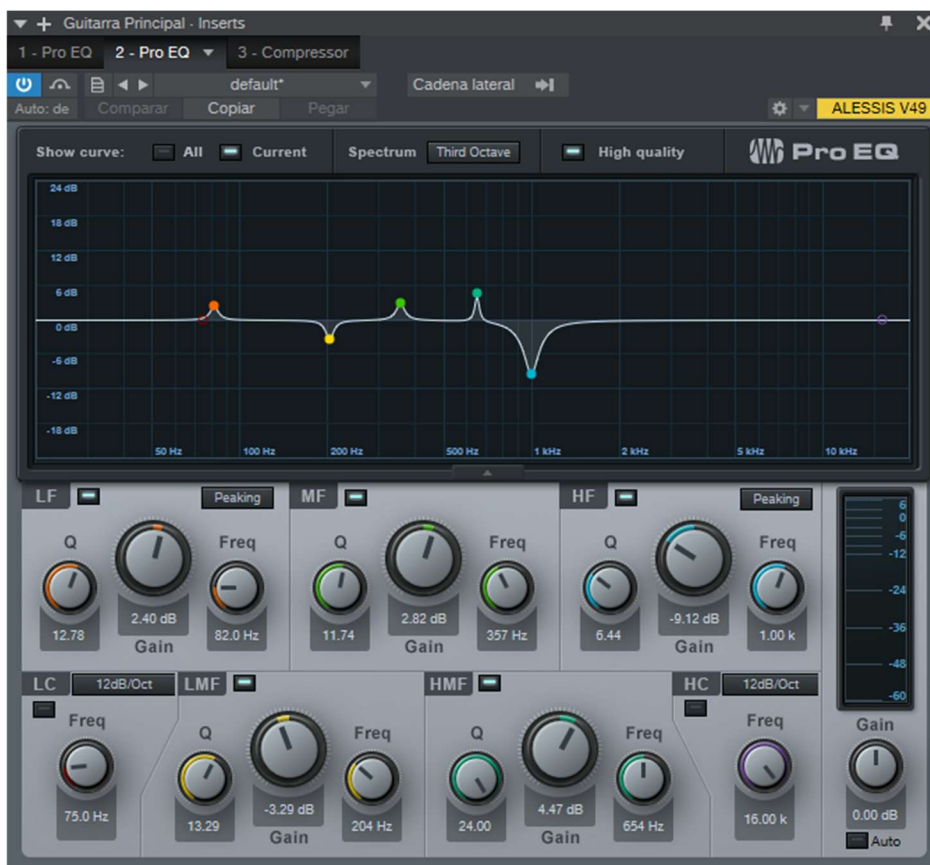 Guitarra Principal - Inserts
1 - Pro EQ 2 - Pro EQ 3 - Compressor
default* Cadena lateral
Auto: de Comparar Copiar Pegar ALESSIS V49
Show curve: All Current Spectrum Third Octave High quality Pro EQ
24 dB
18 dB
12 dB
6 dB
0 dB
-6 dB
-12 dB
-18 dB
50 Hz 100 Hz 200 Hz 500 Hz 1 kHz 2 kHz 5 kHz 10 kHz
LF Peaking MF HF Peaking
Q Freq Q Freq Q Freq
12.78 2.40 dB 82.0 Hz 11.74 2.82 dB 357 Hz 6.44 -9.12 dB 1.00 k
Gain Gain Gain
6
0
-6
-12
-24
-36
-48
-60
LC 12dB/Oct LMF HMF HC 12dB/Oct
Freq Q Freq Q Freq Freq Gain
75.0 Hz 13.29 -3.29 dB 204 Hz 24.00 4.47 dB 654 Hz 16.00 k 0.00 dB
Gain Gain Auto